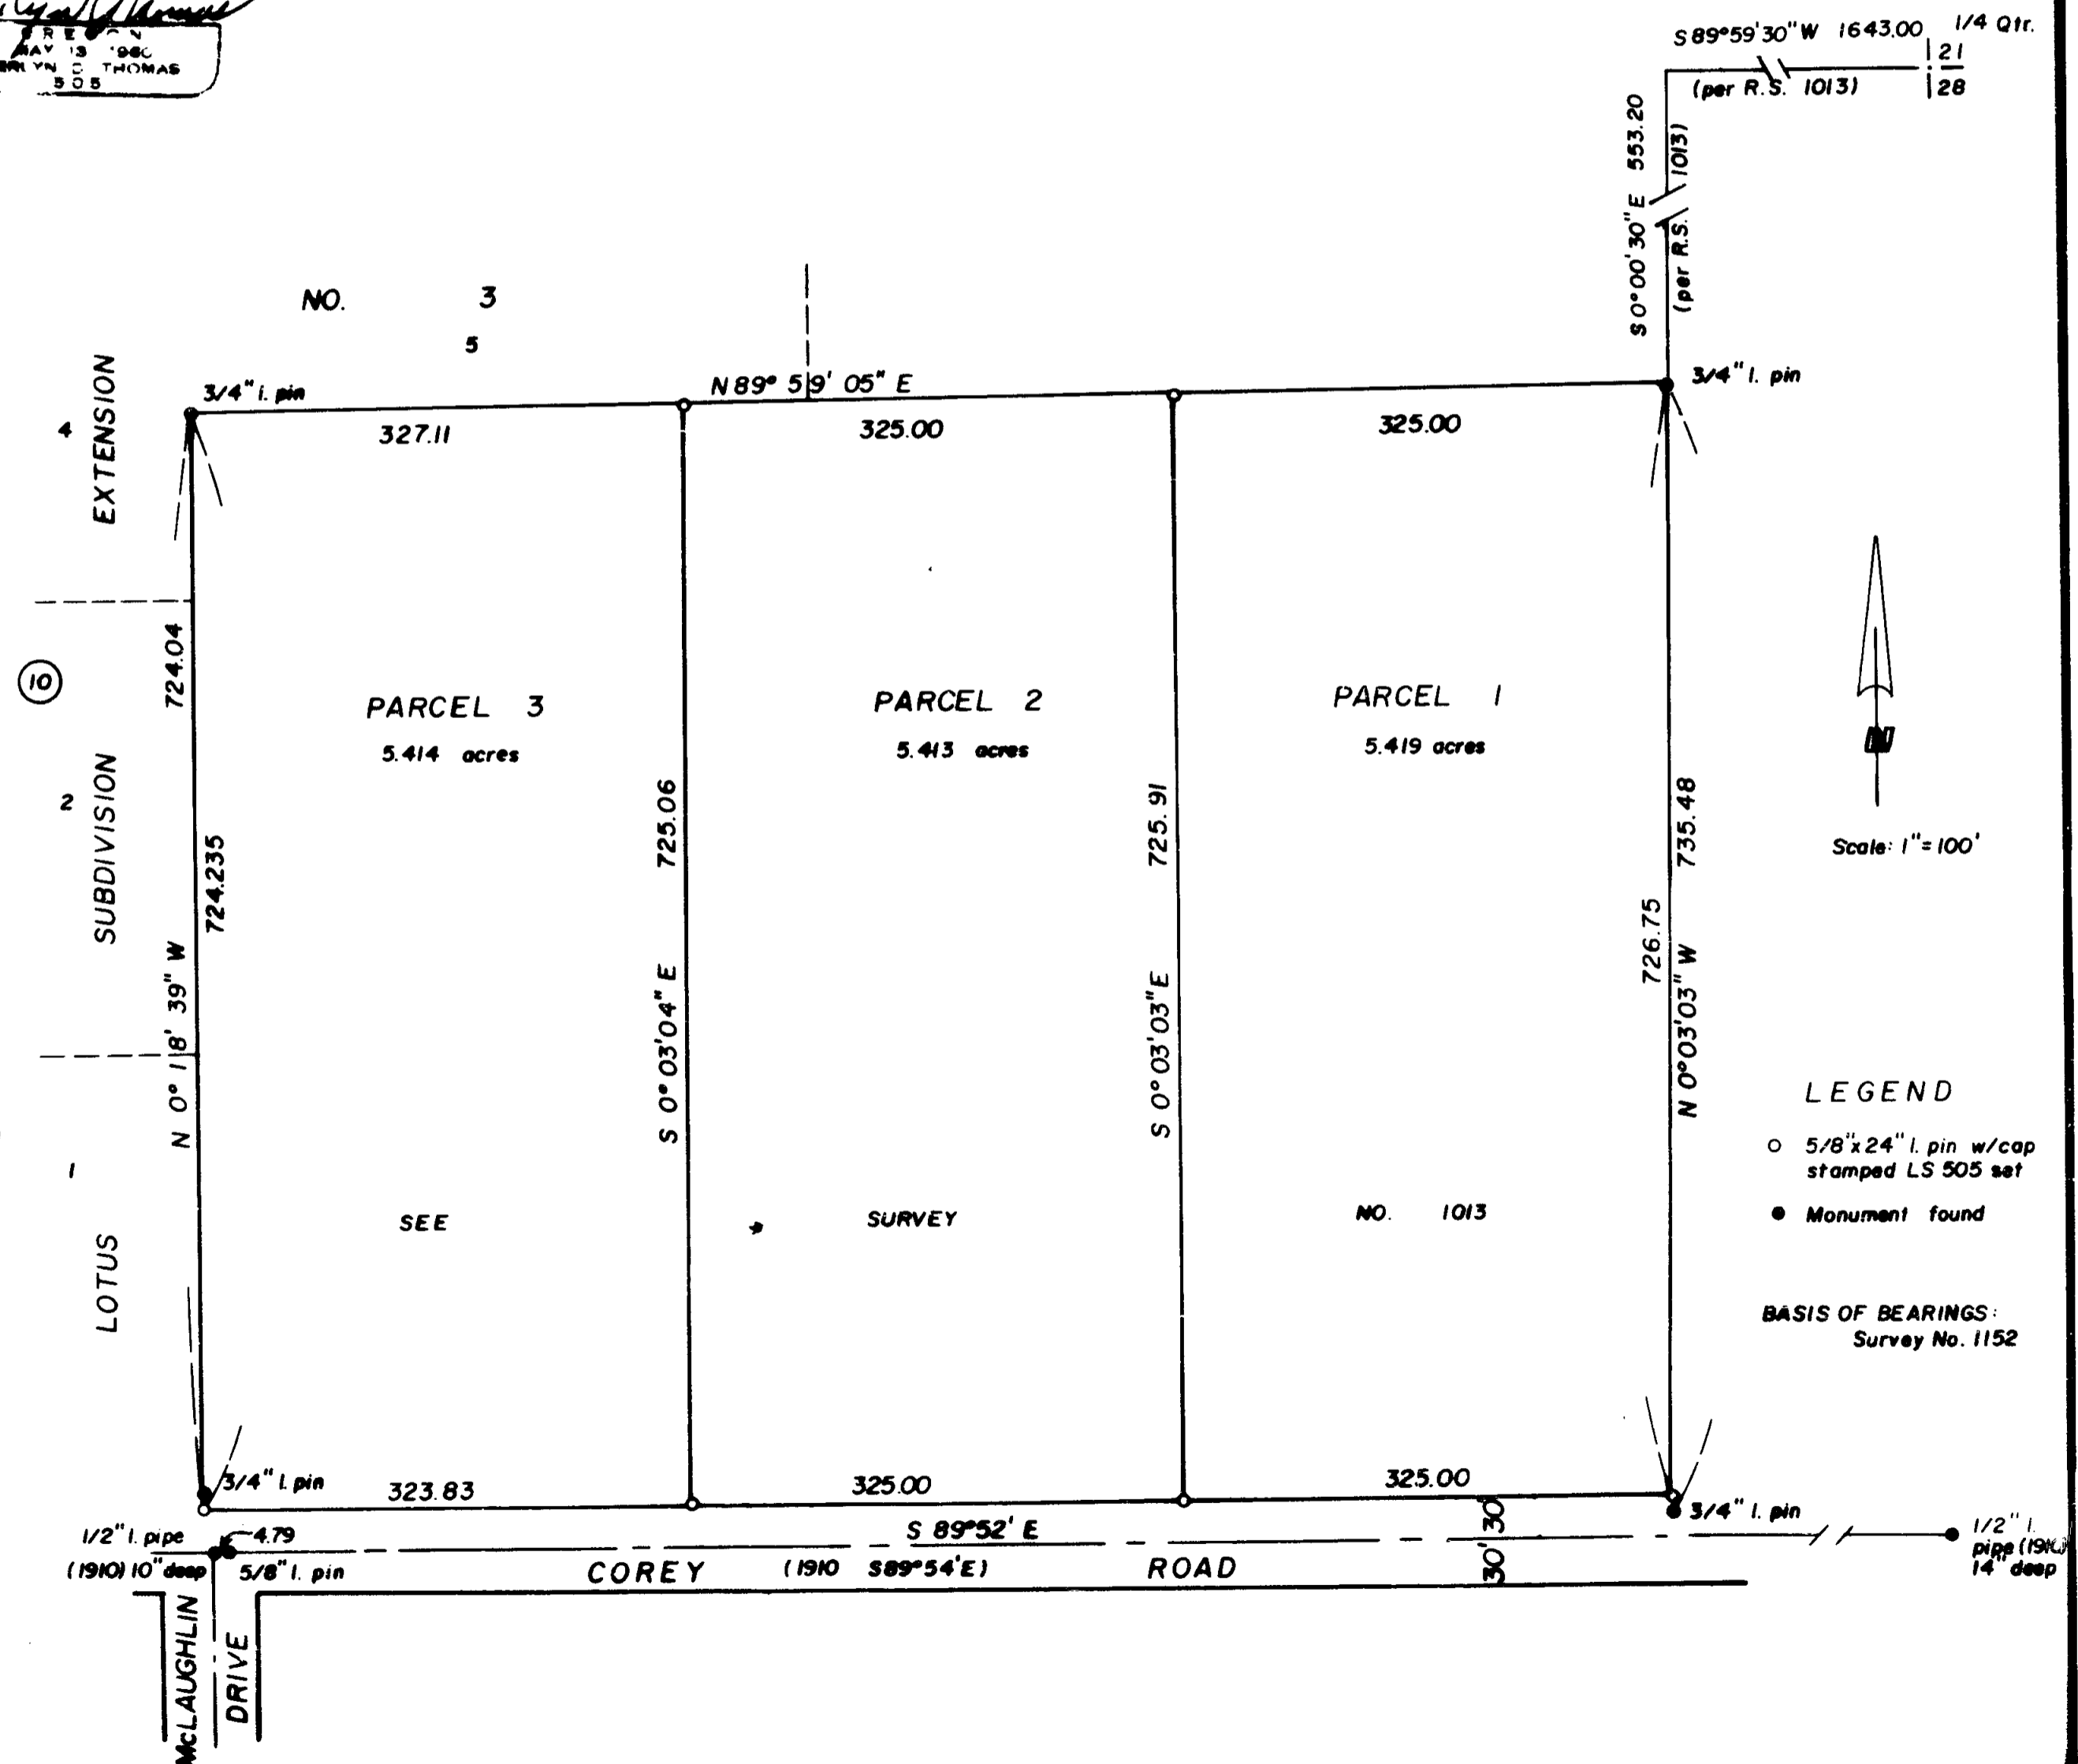 MAY 13
THOMAS
505
S 89°59'30" W 1643.00 1/4 Qtr.
21
28
(per R.S. 1013)
S 0°00'30" E 553.20
(per R.S. 1013)
NO. 3
5
N 89° 59' 05" E
3/4" I. pin
3/4" I. pin
327.11
325.00
325.00
4
EXTENSION
10
724.04
PARCEL 3
5.414 acres
PARCEL 2
5.413 acres
PARCEL 1
5.419 acres
2
SUBDIVISION
724.235
725.06
725.91
735.48
726.75
Scale: 1" = 100'
N 0° 18' 39" W
S 0° 03' 04" E
S 0° 03' 03" E
N 0° 03' 03" W
1
LOTUS
LEGEND
5/8" x 24" I. pin w/cap
stamped LS 505 set
Monument found
SEE SURVEY NO. 1013
BASIS OF BEARINGS:
Survey No. 1152
3/4" I. pin
323.83
325.00
325.00
3/4" I. pin
1/2" I. pipe
(1910) 10" deep
4.79
5/8" I. pin
S 89°52' E
COREY (1910 S89°54'E) ROAD
30' 30'
1/2" I.
pipe (1910)
14" deep
McLAUGHLIN
DRIVE